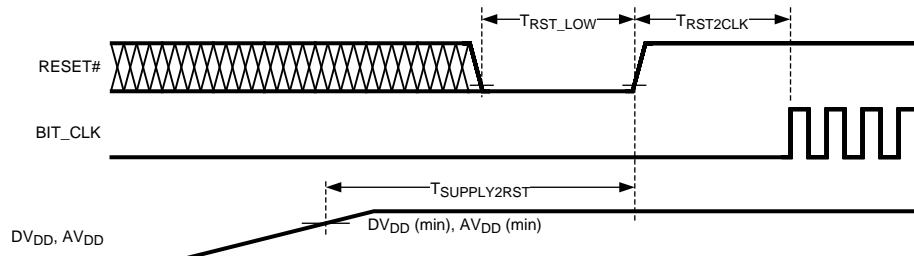 TRST_LOW TRST2CLK
RESET#
BIT_CLK
TSUPPLY2RST
DVDD (min), AVDD (min)
DVDD, AVDD